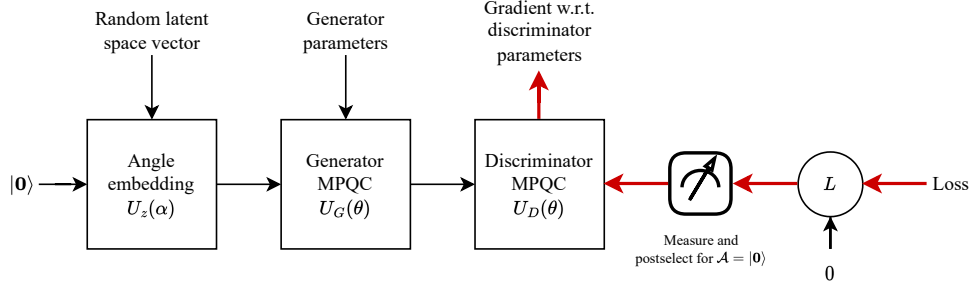 Random latent
space vector
Generator
parameters
Gradient w.r.t.
discriminator
parameters
|0⟩
Angle
embedding
U_z(α)
Generator
MPQC
U_G(θ)
Discriminator
MPQC
U_D(θ)
Measure and
postselect for 𝒜 = |0⟩
L
Loss
0